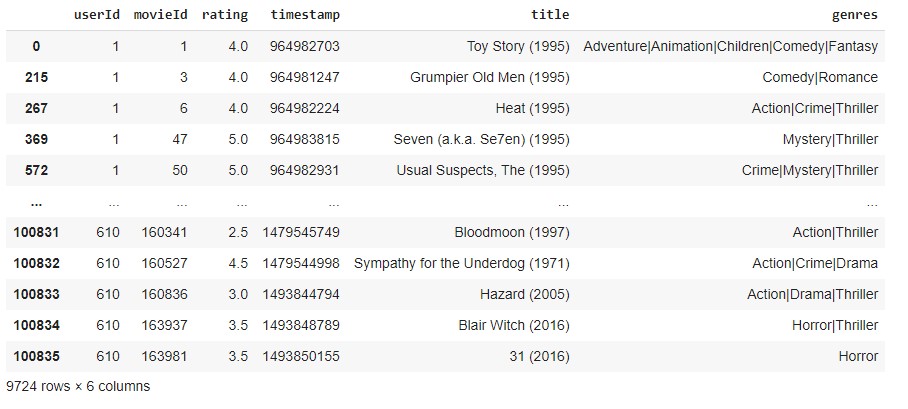 userId movieId rating timestamp title genres
0 1 1 4.0 964982703 Toy Story (1995) Adventure|Animation|Children|Comedy|Fantasy
215 1 3 4.0 964981247 Grumpier Old Men (1995) Comedy|Romance
267 1 6 4.0 964982224 Heat (1995) Action|Crime|Thriller
369 1 47 5.0 964983815 Seven (a.k.a. Se7en) (1995) Mystery|Thriller
572 1 50 5.0 964982931 Usual Suspects, The (1995) Crime|Mystery|Thriller
... ... ... ... ... ... ...
100831 610 160341 2.5 1479545749 Bloodmoon (1997) Action|Thriller
100832 610 160527 4.5 1479544998 Sympathy for the Underdog (1971) Action|Crime|Drama
100833 610 160836 3.0 1493844794 Hazard (2005) Action|Drama|Thriller
100834 610 163937 3.5 1493848789 Blair Witch (2016) Horror|Thriller
100835 610 163981 3.5 1493850155 31 (2016) Horror
9724 rows × 6 columns